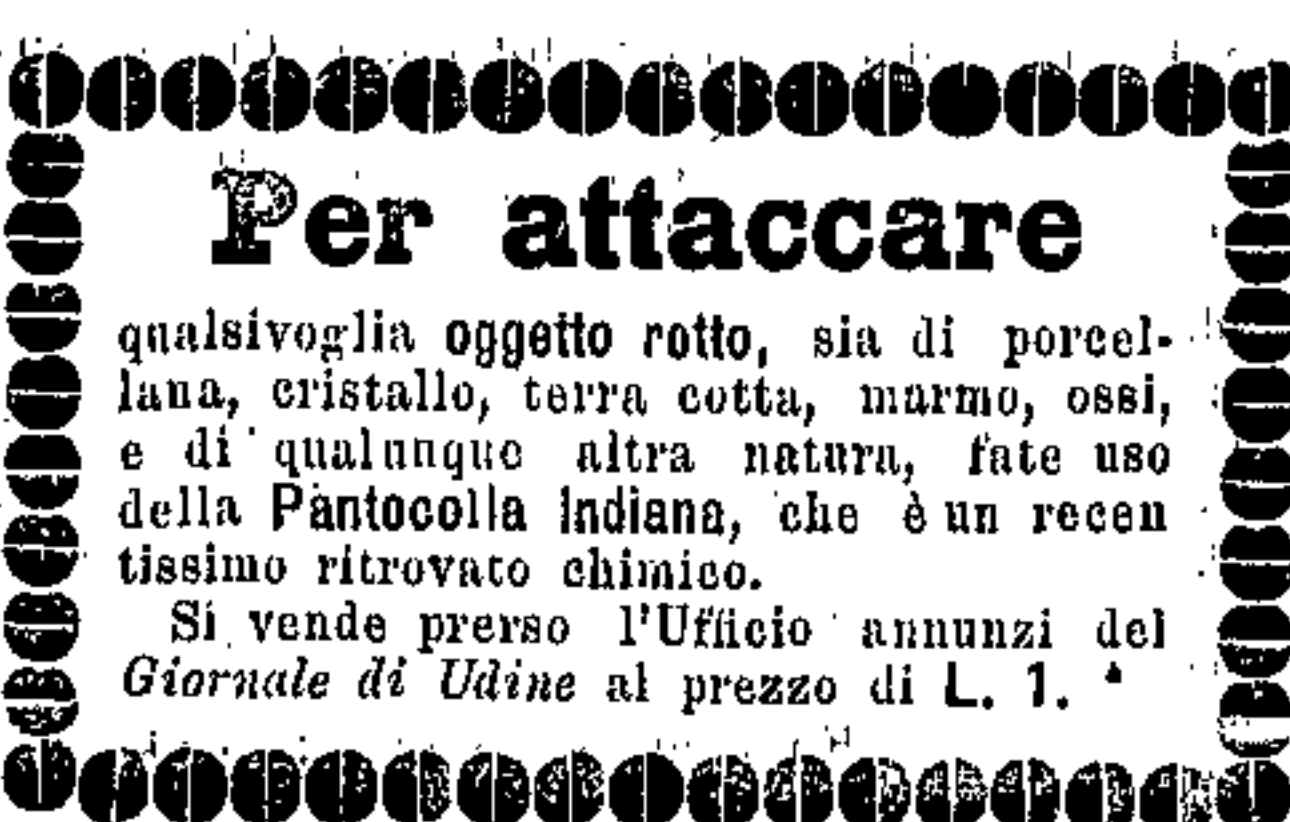 Per attaccare
qualsivoglia oggetto rotto, sia di porcel-
lana, cristallo, terra cotta, marmo, ossi,
e di qualunque altra natura, fate uso
della Pantocolla Indiana, che è un recen
tissimo ritrovato chimico.
Si vende prerso l'Ufficio annunzi del
Giornale di Udine al prezzo di L. 1.